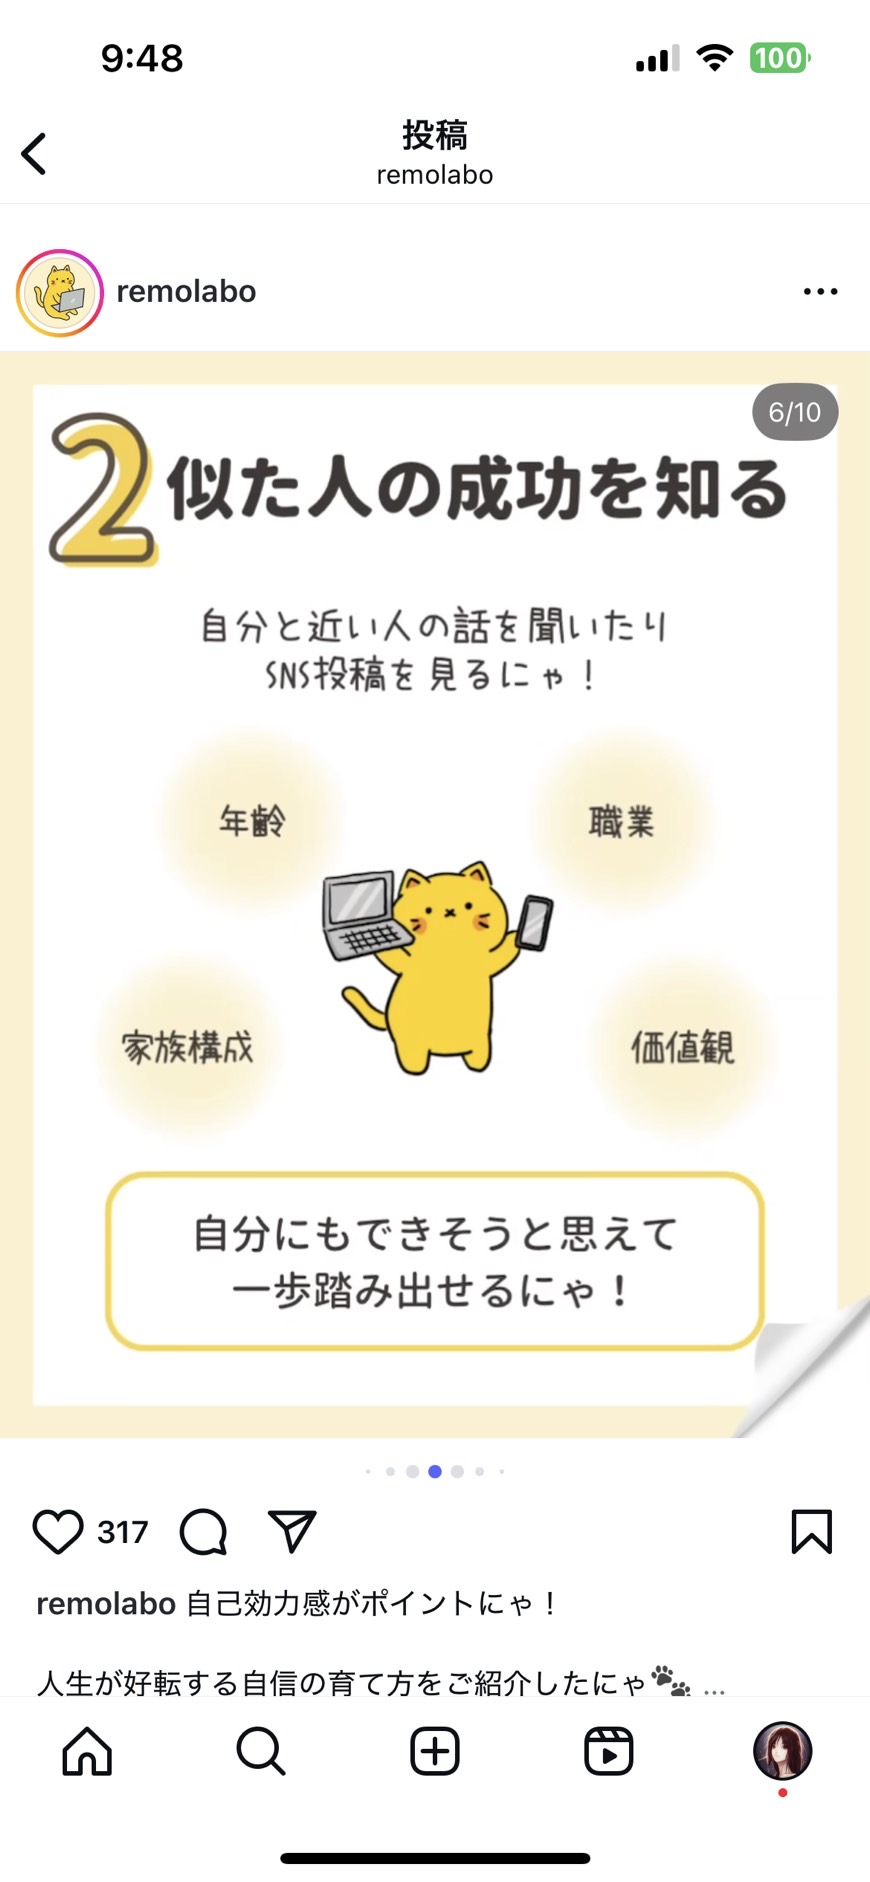 9:48
100
投稿
remolabo
remolabo
6/10
2 似た人の成功を知る
自分と近い人の話を聞いたり
SNS投稿を見るにゃ！
年齢
職業
家族構成
価値観
自分にもできそうと思えて
一歩踏み出せるにゃ！
317
remolabo 自己効力感がポイントにゃ！
人生が好転する自信の育て方をご紹介したにゃ🐾 ...